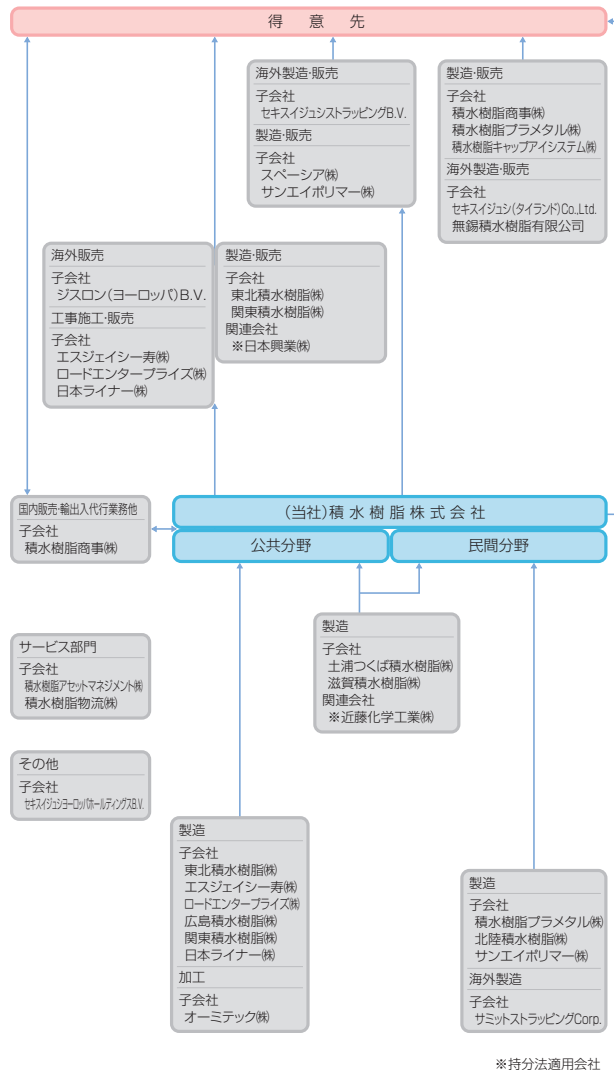 得意先
海外製造・販売
子会社
セキスイジュシストラッピングB.V.
製造・販売
子会社
スペーシア㈱
サンエイポリマー㈱
製造・販売
子会社
積水樹脂商事㈱
積水樹脂プラメタル㈱
積水樹脂キャップアイシステム㈱
海外製造・販売
子会社
セキスイジュシ(タイランド)Co.,Ltd.
無錫積水樹脂有限公司
海外販売
子会社
ジスロン(ヨーロッパ)B.V.
工事施工・販売
子会社
エスジェイシー寿㈱
ロードエンタープライズ㈱
日本ライナー㈱
製造・販売
子会社
東北積水樹脂㈱
関東積水樹脂㈱
関連会社
※日本興業㈱
国内販売・輸出入代行業務他
子会社
積水樹脂商事㈱
(当社)積水樹脂株式会社
公共分野
民間分野
製造
子会社
土浦つくば積水樹脂㈱
滋賀積水樹脂㈱
関連会社
※近藤化学工業㈱
サービス部門
子会社
積水樹脂アセットマネジメント㈱
積水樹脂物流㈱
その他
子会社
セキスイジュシヨーロッパホールディングスB.V.
製造
子会社
東北積水樹脂㈱
エスジェイシー寿㈱
ロードエンタープライズ㈱
広島積水樹脂㈱
関東積水樹脂㈱
日本ライナー㈱
加工
子会社
オーミテック㈱
製造
子会社
積水樹脂プラメタル㈱
北陸積水樹脂㈱
サンエイポリマー㈱
海外製造
子会社
サミットストラッピングCorp.
※持分法適用会社